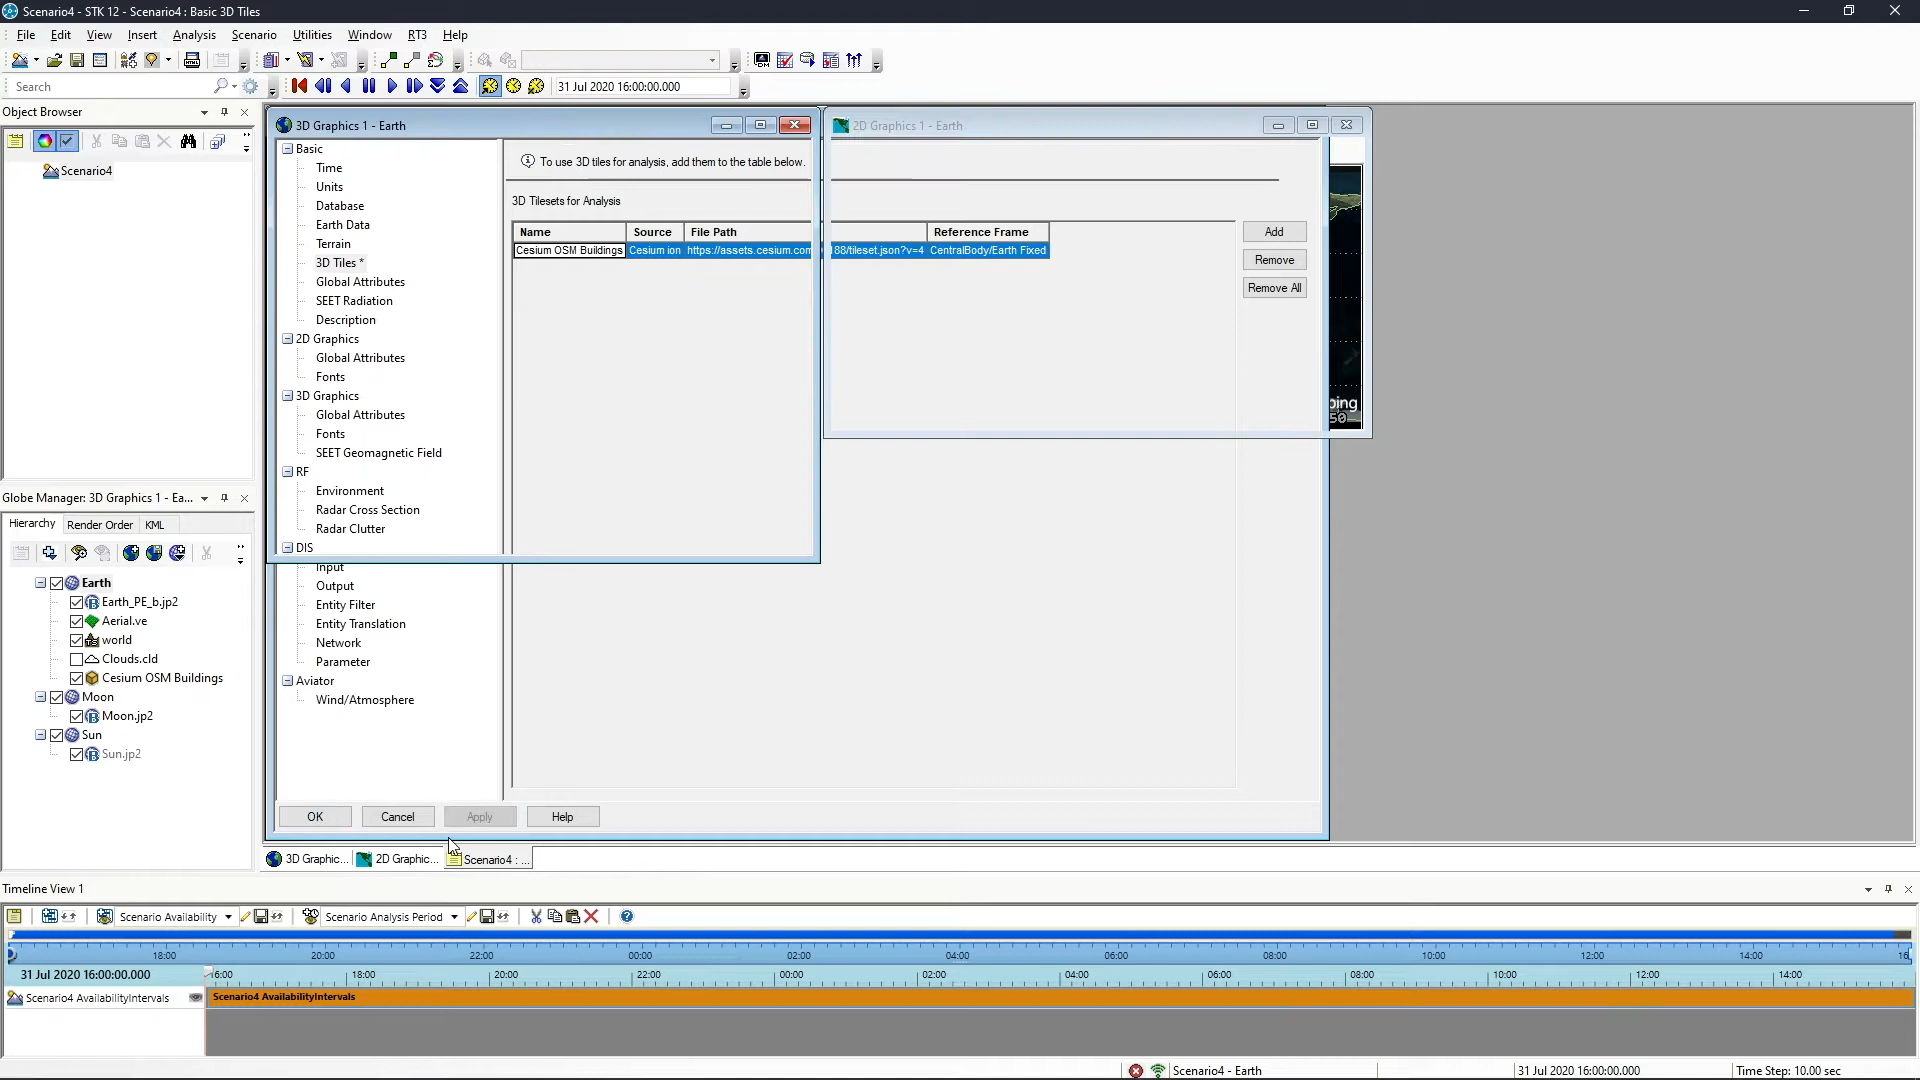 Scenario4 - STK 12 - Scenario4 : Basic 3D Tiles
File Edit View Insert Analysis Scenario Utilities Window RT3 Help
Search
31 Jul 2020 16:00:00.000
Object Browser
Scenario4
3D Graphics 1 - Earth
2D Graphics 1 - Earth
Basic
Time
Units
Database
Earth Data
Terrain
3D Tiles *
Global Attributes
SEET Radiation
Description
2D Graphics
Global Attributes
Fonts
3D Graphics
Global Attributes
Fonts
SEET Geomagnetic Field
RF
Environment
Radar Cross Section
Radar Clutter
DIS
Input
Output
Entity Filter
Entity Translation
Network
Parameter
Aviator
Wind/Atmosphere
To use 3D tiles for analysis, add them to the table below.
3D Tilesets for Analysis
Name Source File Path Reference Frame
Cesium OSM Buildings Cesium ion https://assets.cesium.com 188/tileset.json?v=4 CentralBody/Earth Fixed
Add
Remove
Remove All
ping
50
OK Cancel Apply Help
3D Graphic... 2D Graphic... Scenario4 : ...
Globe Manager: 3D Graphics 1 - Ea...
Hierarchy Render Order KML
Earth
Earth_PE_b.jp2
Aerial.ve
world
Clouds.cld
Cesium OSM Buildings
Moon
Moon.jp2
Sun
Sun.jp2
Timeline View 1
Scenario Availability Scenario Analysis Period
18:00 20:00 22:00 00:00 02:00 04:00 06:00 08:00 10:00 12:00 14:00 16
31 Jul 2020 16:00:00.000 16:00 18:00 20:00 22:00 00:00 02:00 04:00 06:00 08:00 10:00 12:00 14:00
Scenario4 AvailabilityIntervals Scenario4 AvailabilityIntervals
Scenario4 - Earth 31 Jul 2020 16:00:00.000 Time Step: 10.00 sec